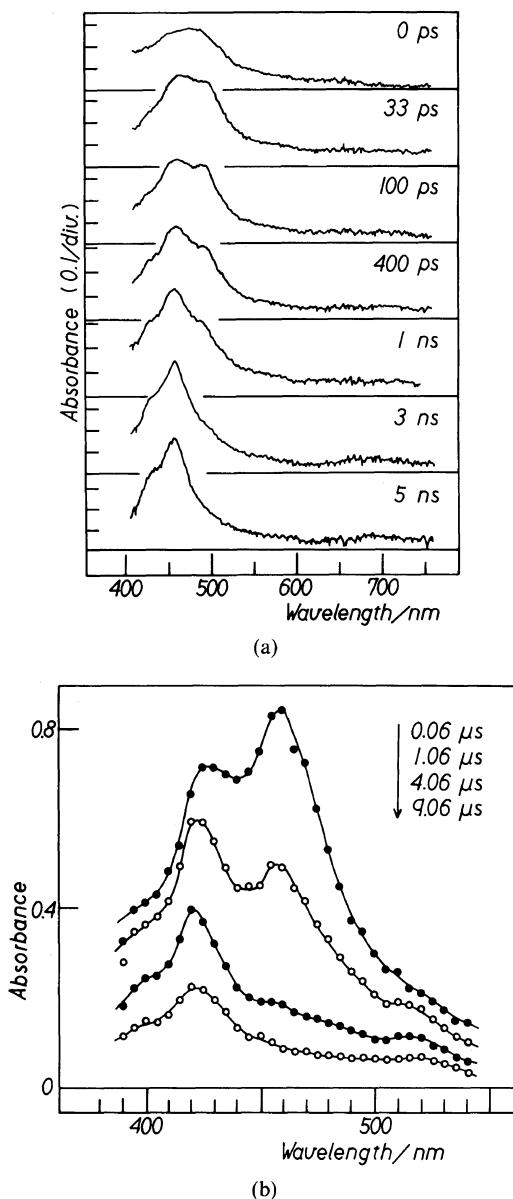 0 ps
33 ps
100 ps
400 ps
1 ns
3 ns
5 ns
Absorbance (0.1/div.)
400 500 600 700
Wavelength/nm
(a)
0.8
0.4
0
0.06 μs
1.06 μs
4.06 μs
9.06 μs
Absorbance
400 500
Wavelength/nm
(b)